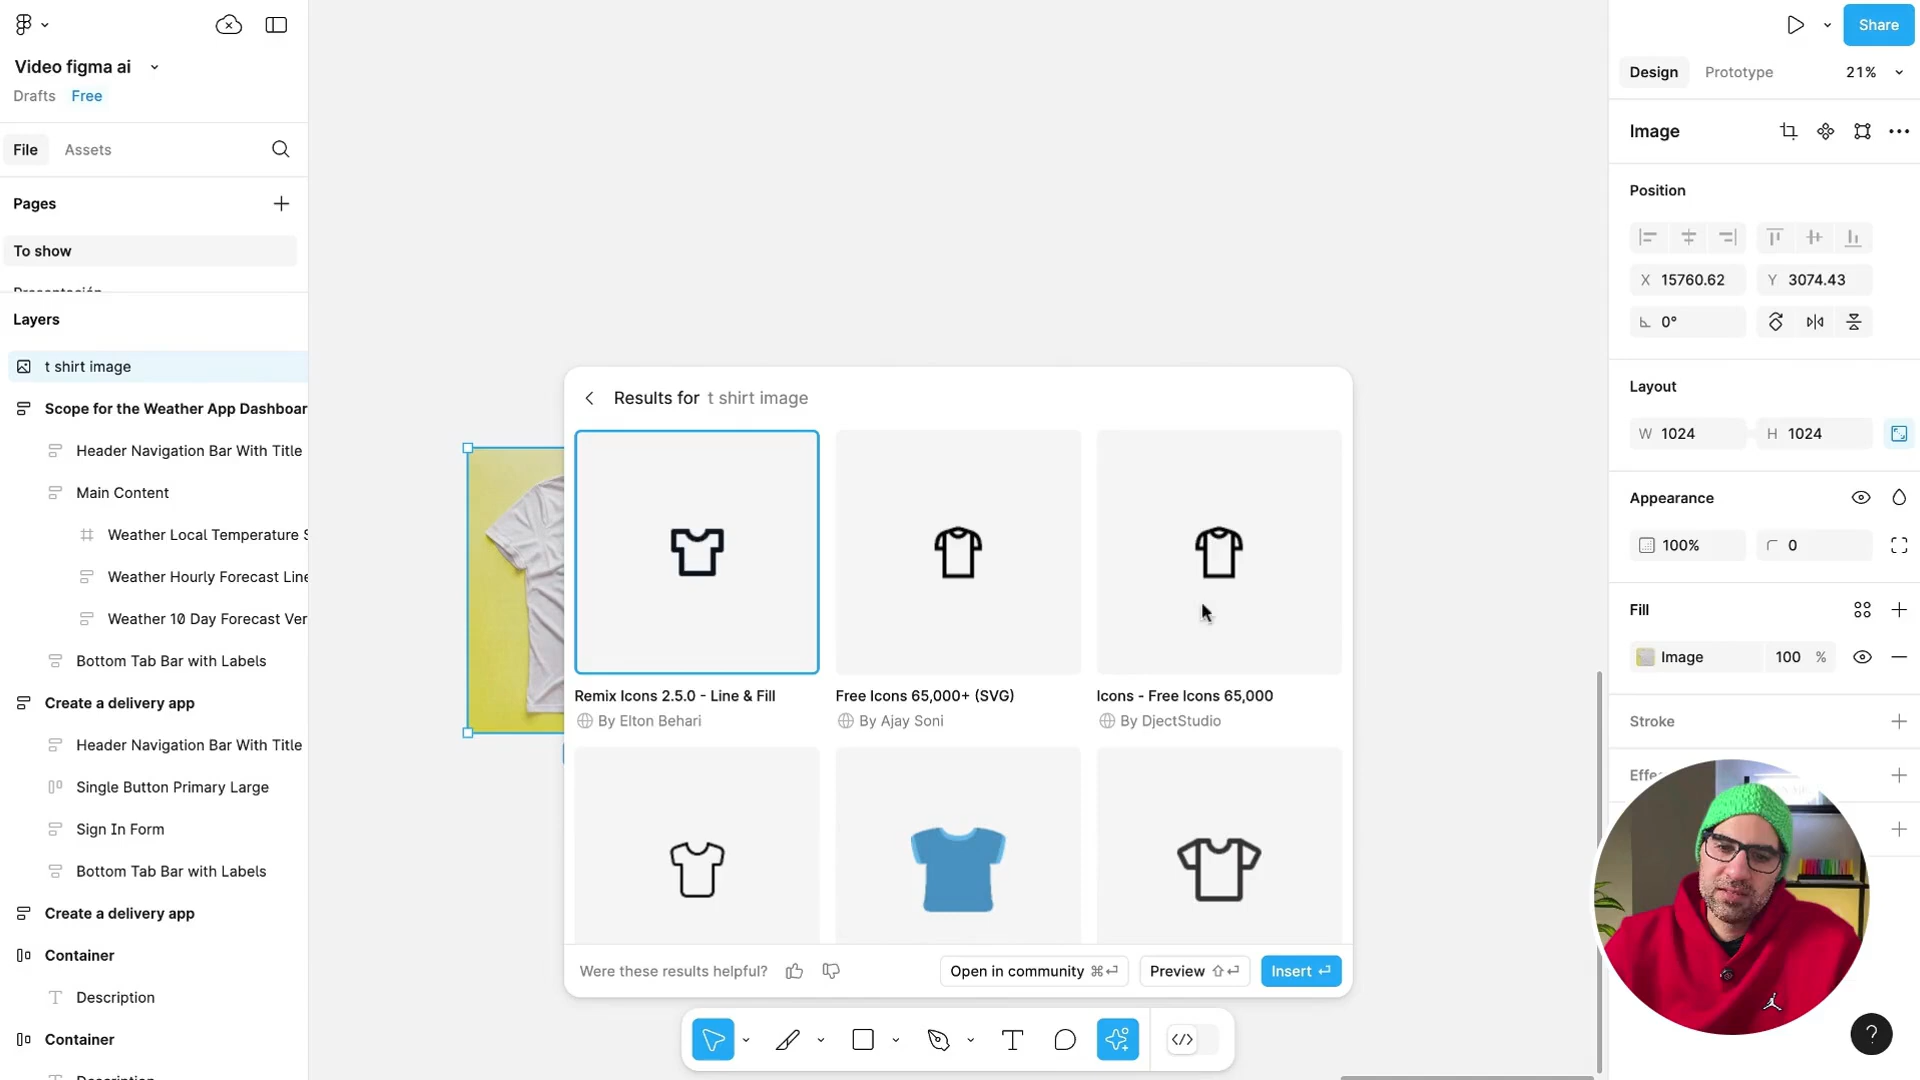 Video figma ai
Drafts Free
File Assets
Pages
To show
Presentación
Layers
t shirt image
Scope for the Weather App Dashboar
Header Navigation Bar With Title
Main Content
Weather Local Temperature S
Weather Hourly Forecast Line
Weather 10 Day Forecast Ver
Bottom Tab Bar with Labels
Create a delivery app
Header Navigation Bar With Title
Single Button Primary Large
Sign In Form
Bottom Tab Bar with Labels
Create a delivery app
Container
Description
Container
Description
Results for t shirt image
Remix Icons 2.5.0 - Line & Fill
By Elton Behari
Free Icons 65,000+ (SVG)
By Ajay Soni
Icons - Free Icons 65,000
By DjectStudio
Were these results helpful?
Open in community ⌘⏎
Preview ⇧⏎
Insert ⏎
Share
Design Prototype 21%
Image
Position
X 15760.62 Y 3074.43
0°
Layout
W 1024 H 1024
Appearance
100% 0
Fill
Image 100 %
Stroke
Effe
?